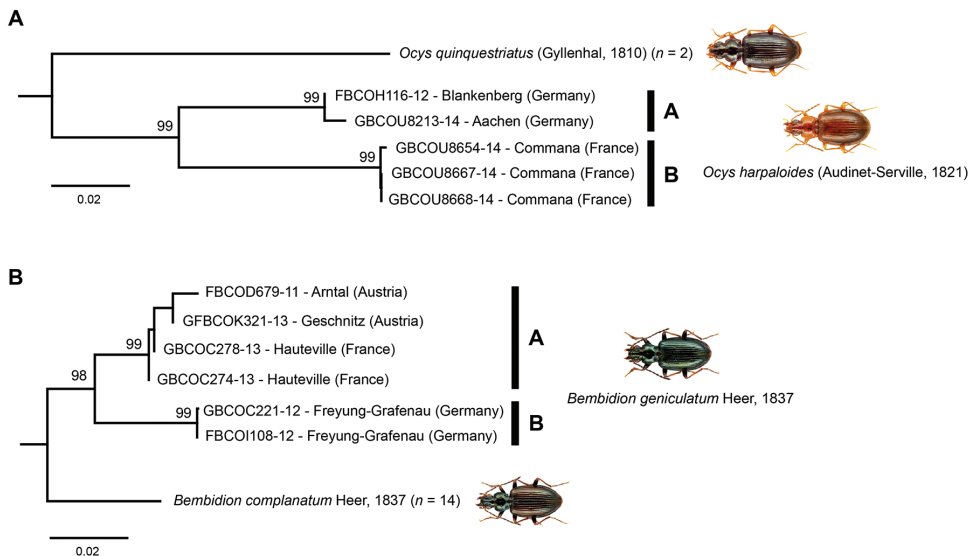 A
Ocys quinquestriatus (Gyllenhal, 1810) (n = 2)
99
FBCOH116-12 - Blankenberg (Germany)
GBCOU8213-14 - Aachen (Germany)
A
99
99
GBCOU8654-14 - Commana (France)
GBCOU8667-14 - Commana (France)
GBCOU8668-14 - Commana (France)
B
Ocys harpaloides (Audinet-Serville, 1821)
0.02
B
FBCOD679-11 - Arntal (Austria)
GFBCOK321-13 - Geschnitz (Austria)
99
GBCOC278-13 - Hauteville (France)
GBCOC274-13 - Hauteville (France)
A
98
99
GBCOC221-12 - Freyung-Grafenau (Germany)
FBCOI108-12 - Freyung-Grafenau (Germany)
B
Bembidion geniculatum Heer, 1837
Bembidion complanatum Heer, 1837 (n = 14)
0.02